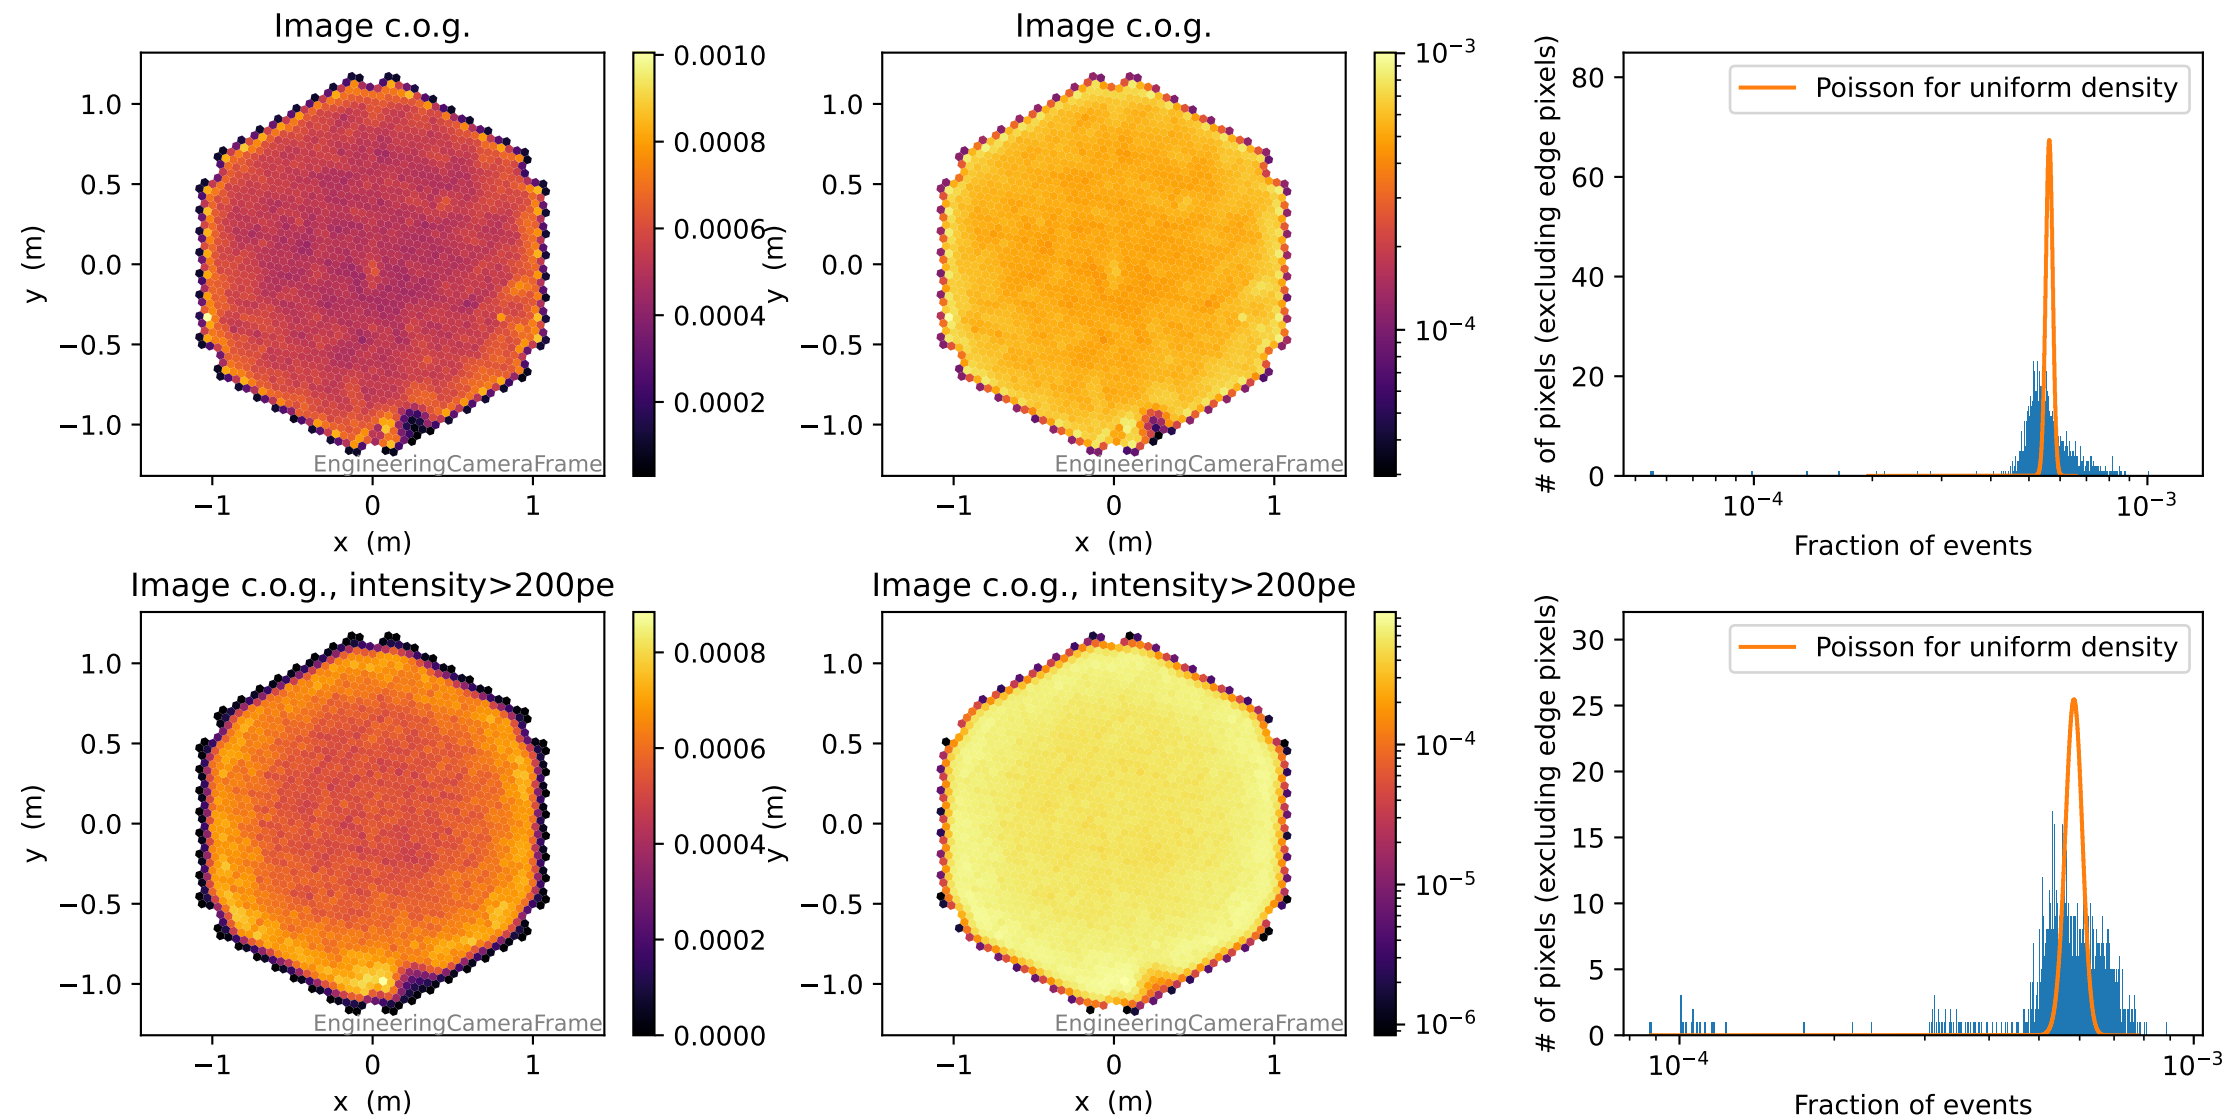 Image c.o.g.
1.0
0.5
0.0
−0.5
−1.0
y (m)
−1
0
1
x (m)
EngineeringCameraFrame
0.0010
0.0008
0.0006
0.0004
0.0002
Image c.o.g.
1.0
0.5
0.0
−0.5
−1.0
y (m)
−1
0
1
x (m)
EngineeringCameraFrame
10⁻³
10⁻⁴
# of pixels (excluding edge pixels)
80
60
40
20
0
Poisson for uniform density
10⁻⁴
10⁻³
Fraction of events
Image c.o.g., intensity>200pe
1.0
0.5
0.0
−0.5
−1.0
y (m)
−1
0
1
x (m)
EngineeringCameraFrame
0.0008
0.0006
0.0004
0.0002
0.0000
Image c.o.g., intensity>200pe
1.0
0.5
0.0
−0.5
−1.0
y (m)
−1
0
1
x (m)
EngineeringCameraFrame
10⁻⁴
10⁻⁵
10⁻⁶
# of pixels (excluding edge pixels)
30
25
20
15
10
5
0
Poisson for uniform density
10⁻⁴
10⁻³
Fraction of events